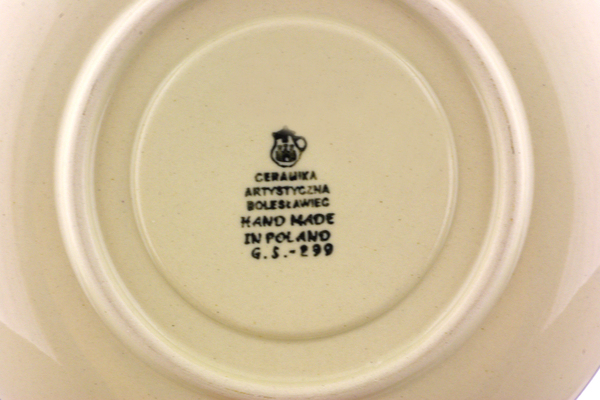 CERAMIKA
ARTYSTYCZNA
BOLESŁAWIEC
HAND MADE
IN POLAND
G.S.-299